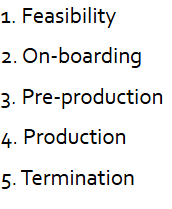 1. Feasibility
2. On-boarding
3. Pre-production
4. Production
5. Termination